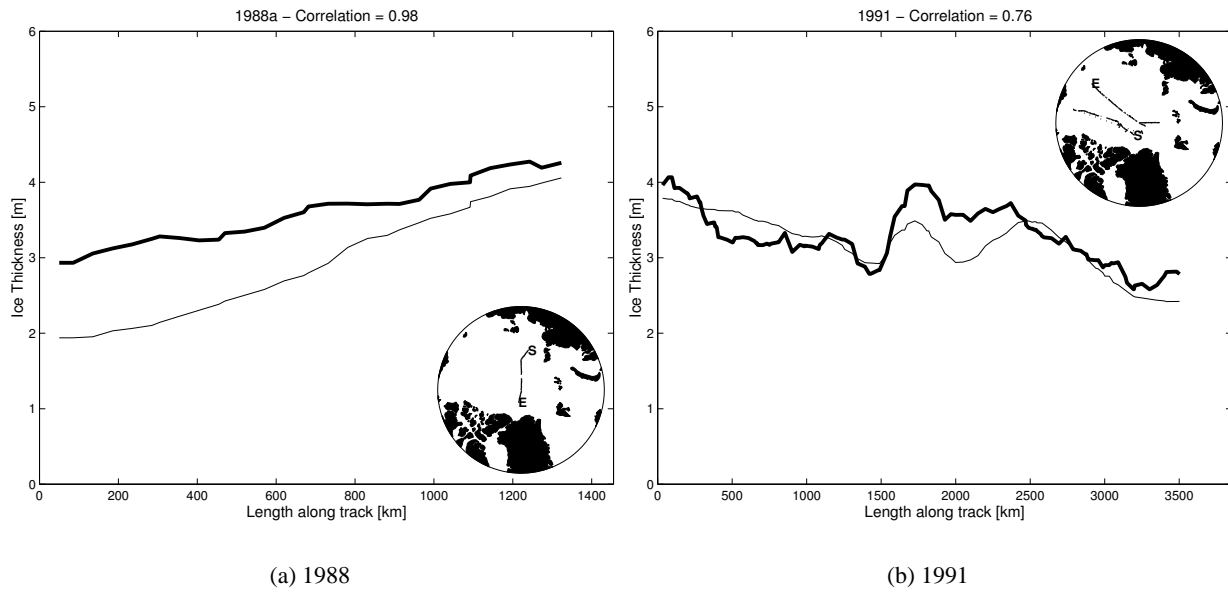 1988a – Correlation = 0.98
6
5
4
3
2
1
0
Ice Thickness [m]
0 200 400 600 800 1000 1200 1400
Length along track [km]
S
E
(a) 1988
1991 – Correlation = 0.76
6
5
4
3
2
1
0
Ice Thickness [m]
0 500 1000 1500 2000 2500 3000 3500
Length along track [km]
E
S
(b) 1991